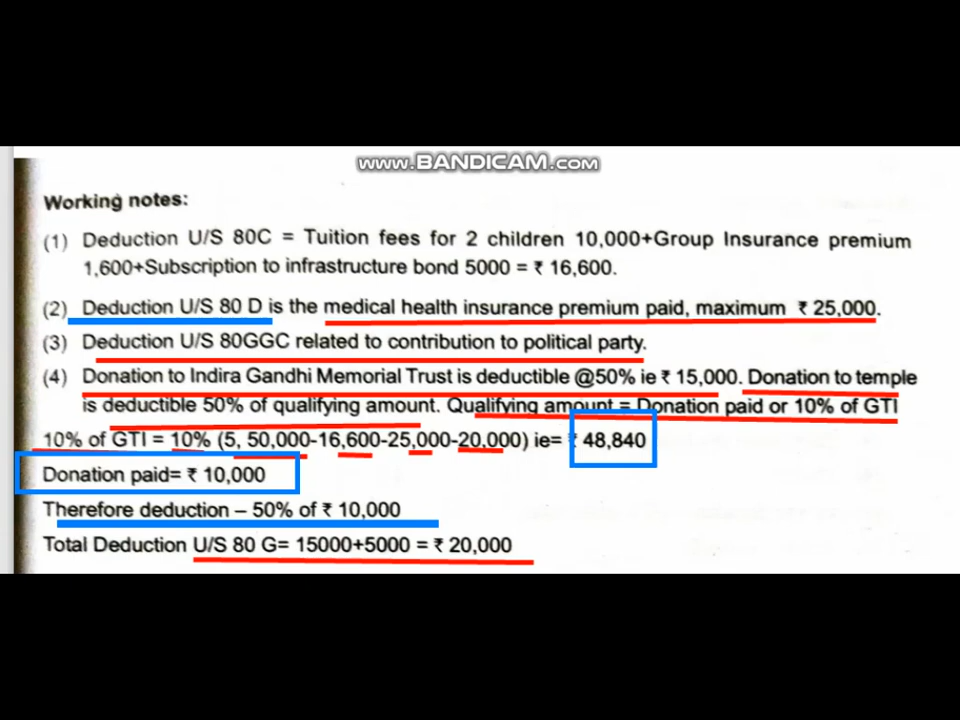 www.BANDICAM.com
Working notes:
(1) Deduction U/S 80C = Tuition fees for 2 children 10,000+Group Insurance premium
1,600+Subscription to infrastructure bond 5000 = ₹ 16,600.
(2) Deduction U/S 80 D is the medical health insurance premium paid, maximum ₹ 25,000.
(3) Deduction U/S 80GGC related to contribution to political party.
(4) Donation to Indira Gandhi Memorial Trust is deductible @50% ie ₹ 15,000. Donation to temple
is deductible 50% of qualifying amount. Qualifying amount = Donation paid or 10% of GTI
10% of GTI = 10% (5, 50,000-16,600-25,000-20,000) ie= ₹ 48,840
Donation paid= ₹ 10,000
Therefore deduction – 50% of ₹ 10,000
Total Deduction U/S 80 G= 15000+5000 = ₹ 20,000